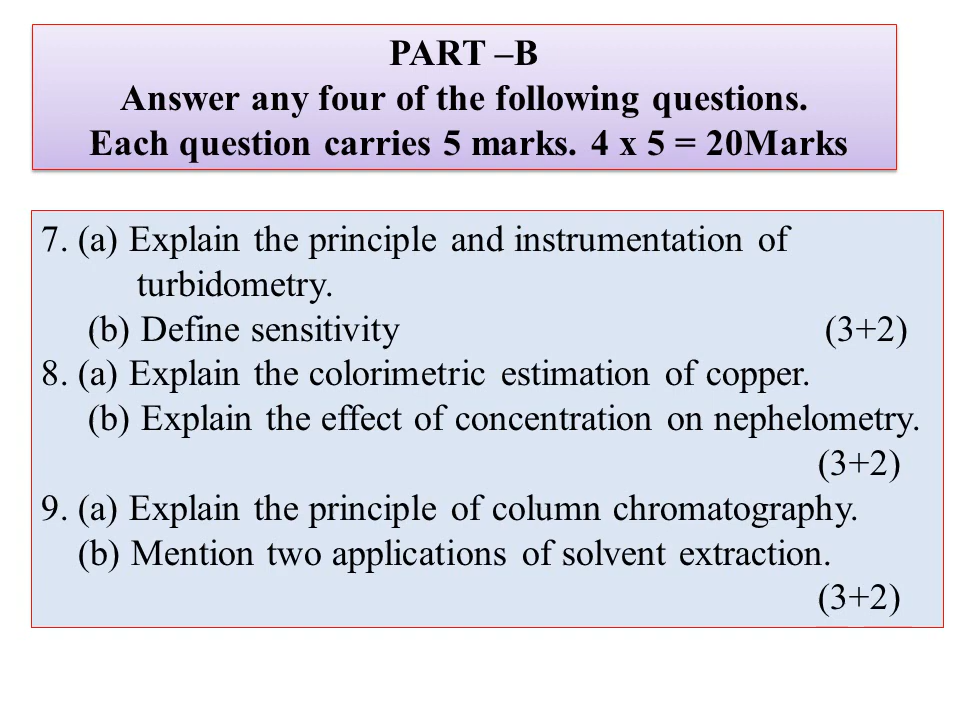 PART –B
Answer any four of the following questions.
Each question carries 5 marks. 4 x 5 = 20Marks
7. (a) Explain the principle and instrumentation of
turbidometry.
(b) Define sensitivity (3+2)
8. (a) Explain the colorimetric estimation of copper.
(b) Explain the effect of concentration on nephelometry.
(3+2)
9. (a) Explain the principle of column chromatography.
(b) Mention two applications of solvent extraction.
(3+2)